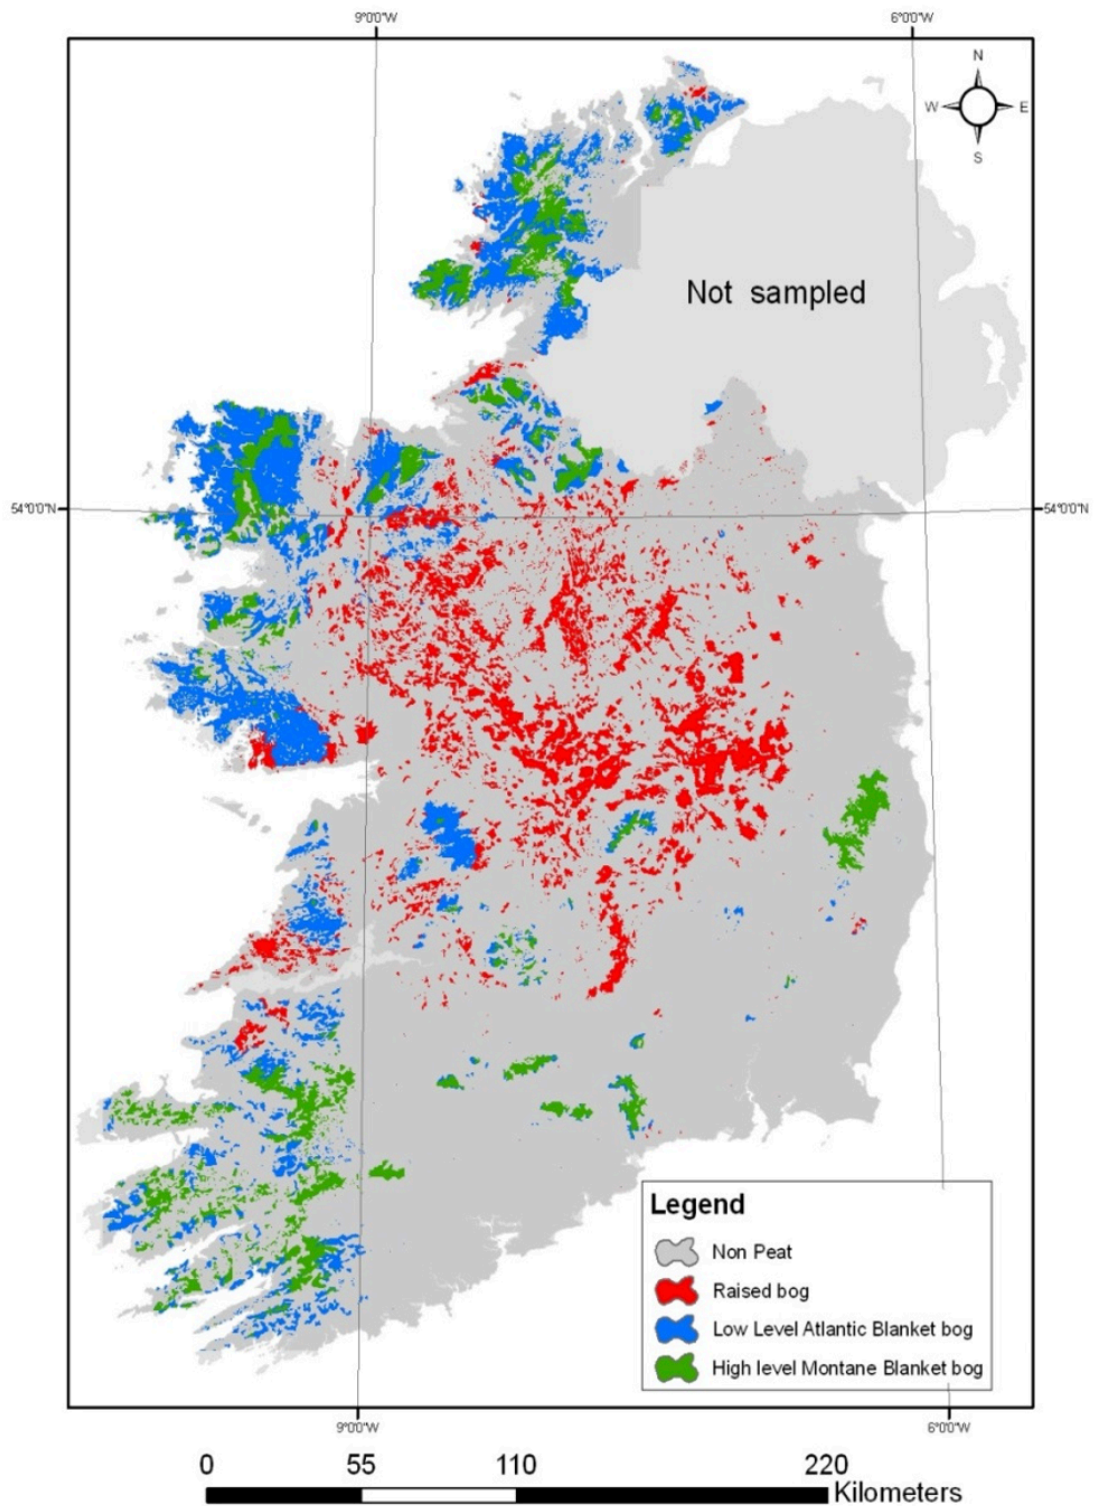 9°0'0"W 6°0'0"W
N
W E
S
Not sampled
54°0'0"N 54°0'0"N
Legend
Non Peat
Raised bog
Low Level Atlantic Blanket bog
High level Montane Blanket bog
9°0'0"W 6°0'0"W
0 55 110 220
Kilometers